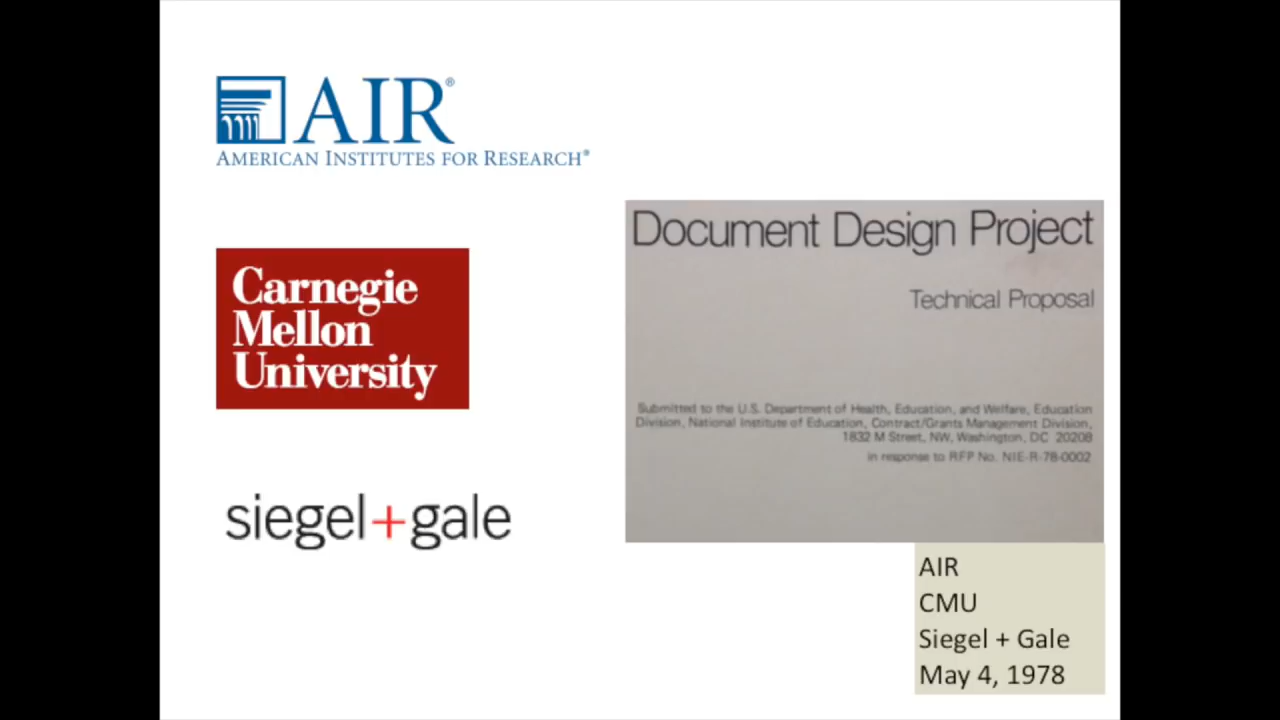 AIR®
AMERICAN INSTITUTES FOR RESEARCH®
Carnegie
Mellon
University
siegel+gale
Document Design Project
Technical Proposal
Submitted to the U.S. Department of Health, Education, and Welfare, Education
Division, National Institute of Education, Contract/Grants Management Division,
1832 M Street, NW, Washington, DC 20208
in response to RFP No. NIE-R-78-0002
AIR
CMU
Siegel + Gale
May 4, 1978